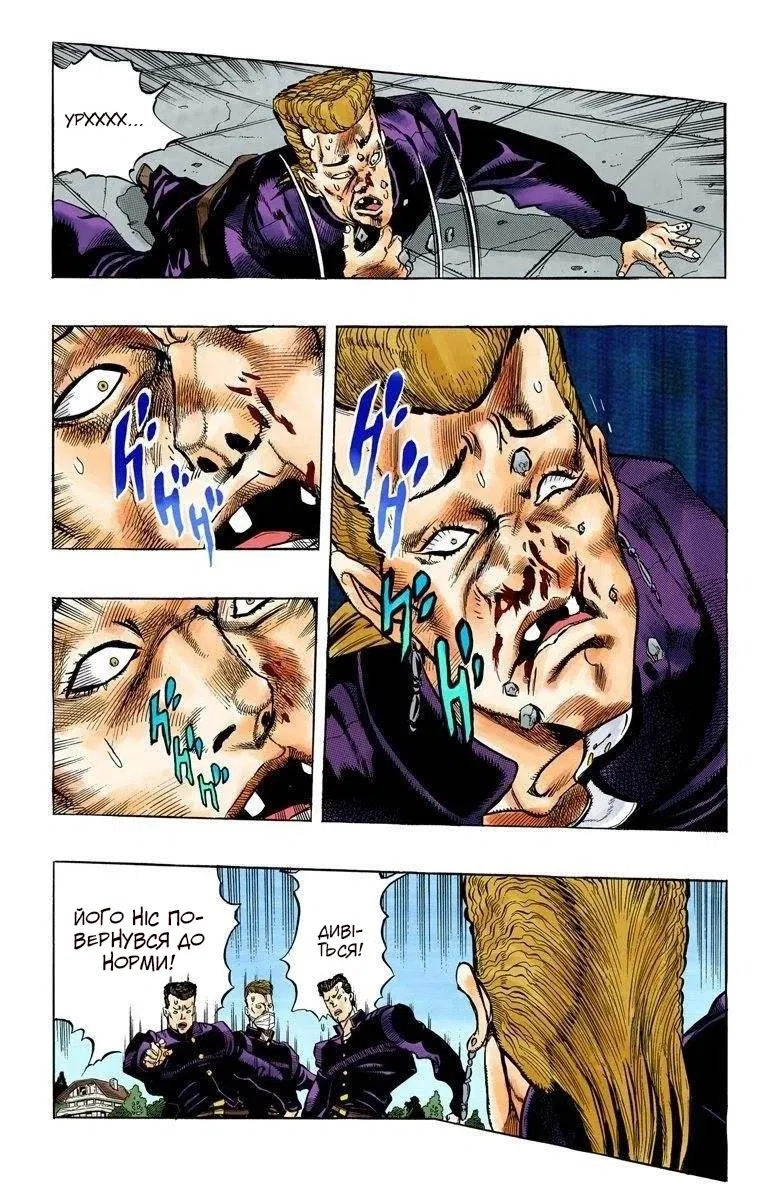 УРХХХХ...
ЙОГО НІС ПО-
ВЕРНУВСЯ ДО
НОРМИ!
ДИВІ-
ТЬСЯ!